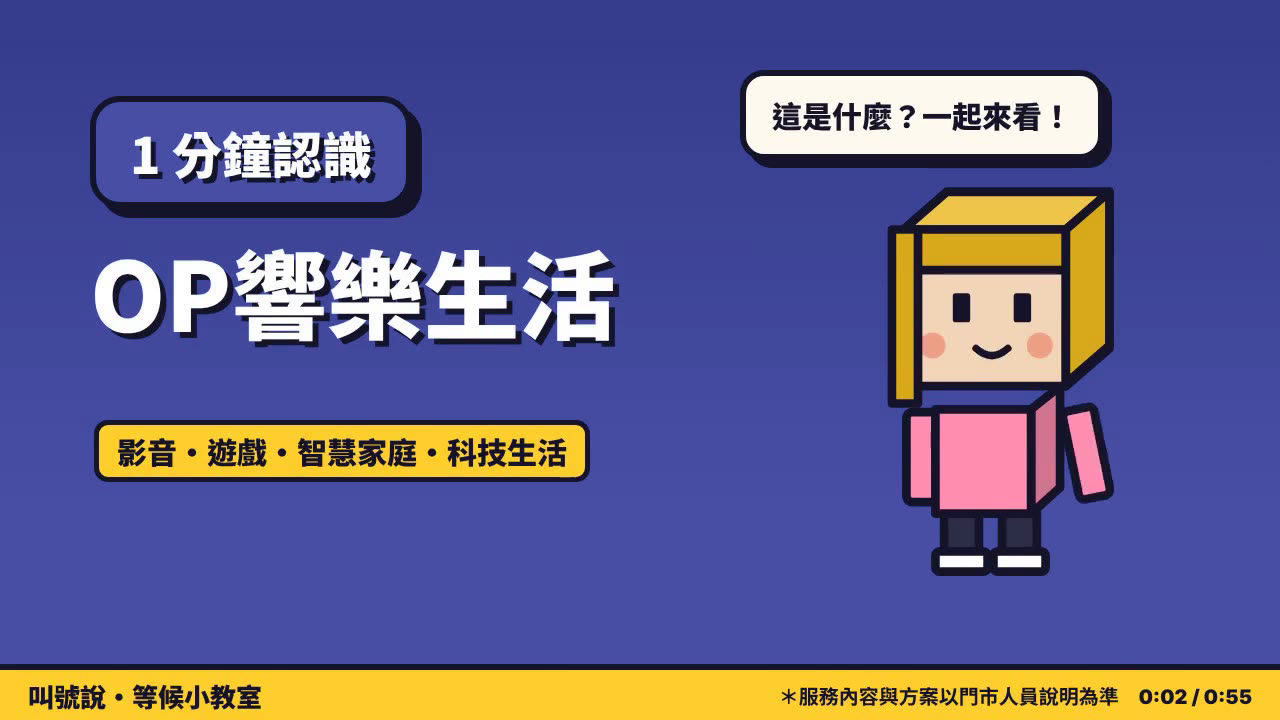 1 分鐘認識
OP響樂生活
影音・遊戲・智慧家庭・科技生活
這是什麼？一起來看！
叫號說・等候小教室
＊服務內容與方案以門市人員說明為準
0:02 / 0:55